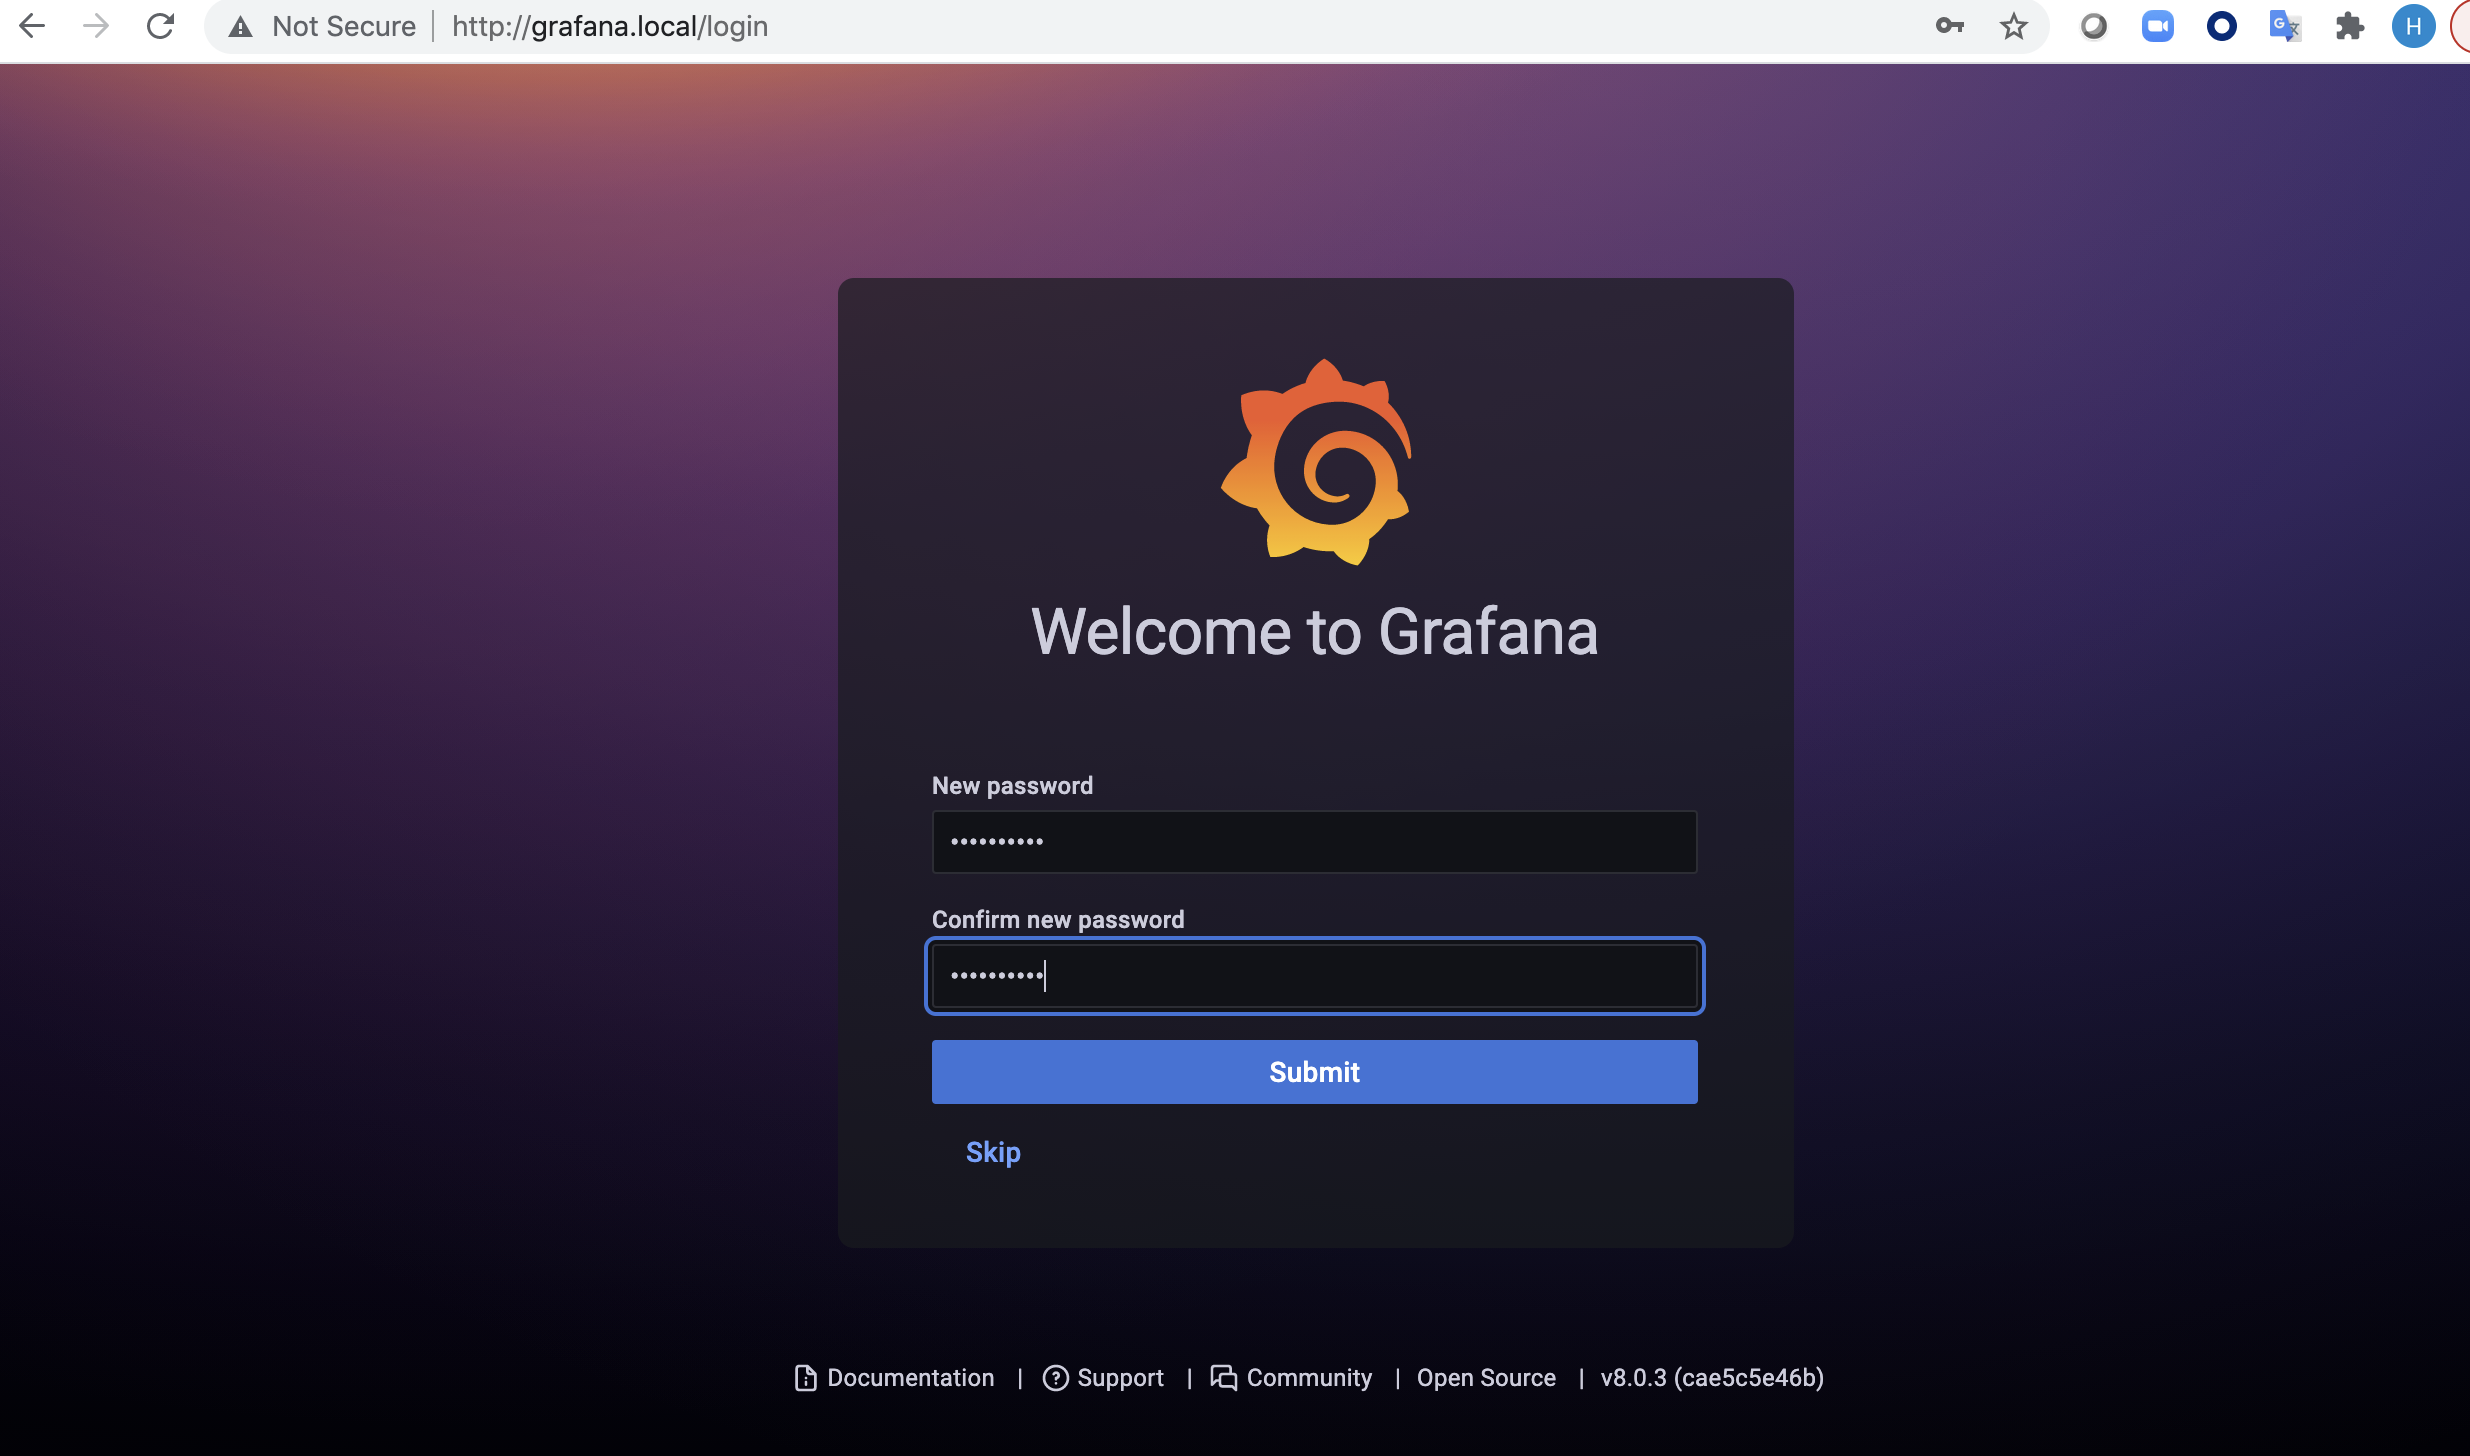 Not Secure | http://grafana.local/login
H
Welcome to Grafana
New password
••••••••••
Confirm new password
••••••••••
Submit
Skip
Documentation | Support | Community | Open Source | v8.0.3 (cae5c5e46b)